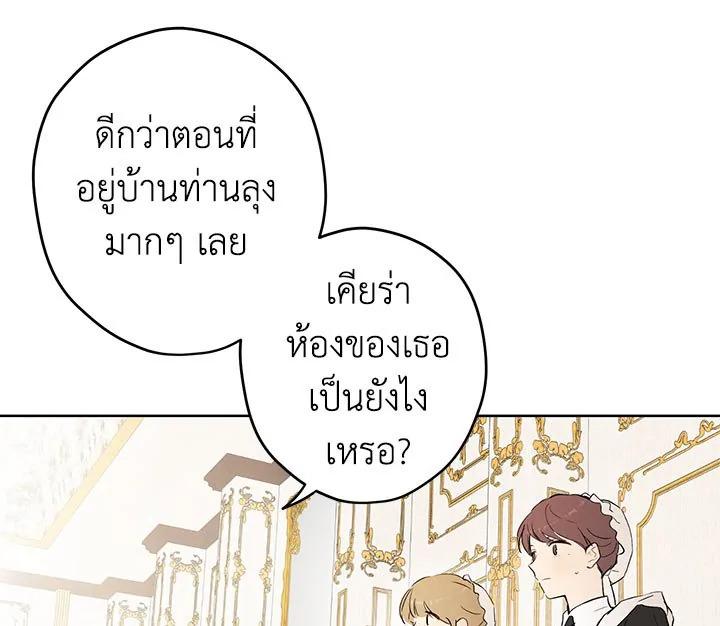 ดีกว่าตอนที่
อยู่บ้านท่านลุง
มากๆ เลย
เคียร่า
ห้องของเธอ
เป็นยังไง
เหรอ?